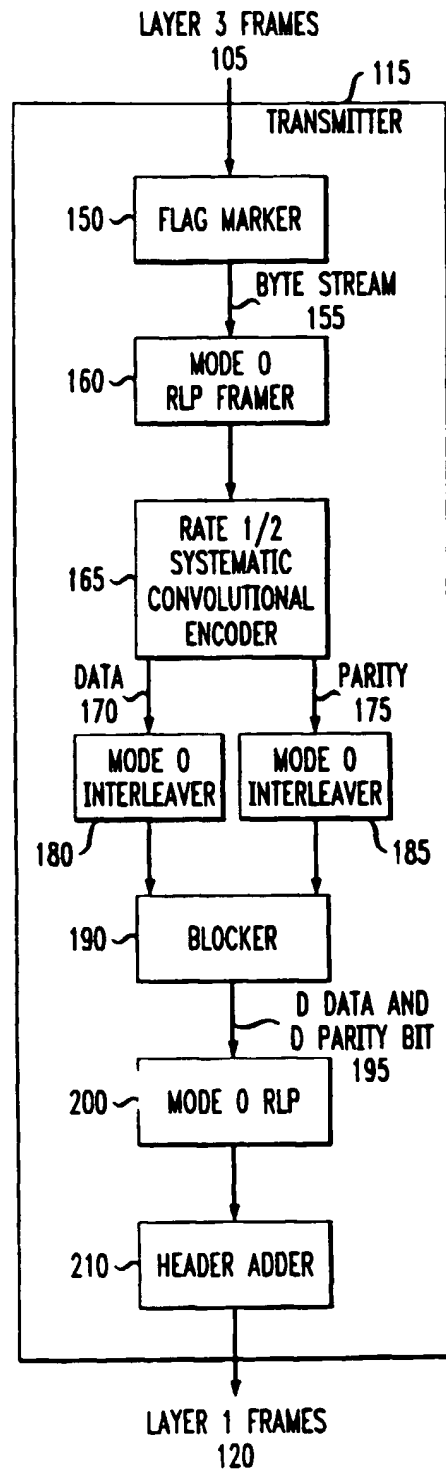 LAYER 3 FRAMES
105
115
TRANSMITTER
150
FLAG MARKER
BYTE STREAM
155
160
MODE 0
RLP FRAMER
165
RATE 1/2
SYSTEMATIC
CONVOLUTIONAL
ENCODER
DATA
170
PARITY
175
MODE 0
INTERLEAVER
180
MODE 0
INTERLEAVER
185
190
BLOCKER
D DATA AND
D PARITY BIT
195
200
MODE 0 RLP
210
HEADER ADDER
LAYER 1 FRAMES
120